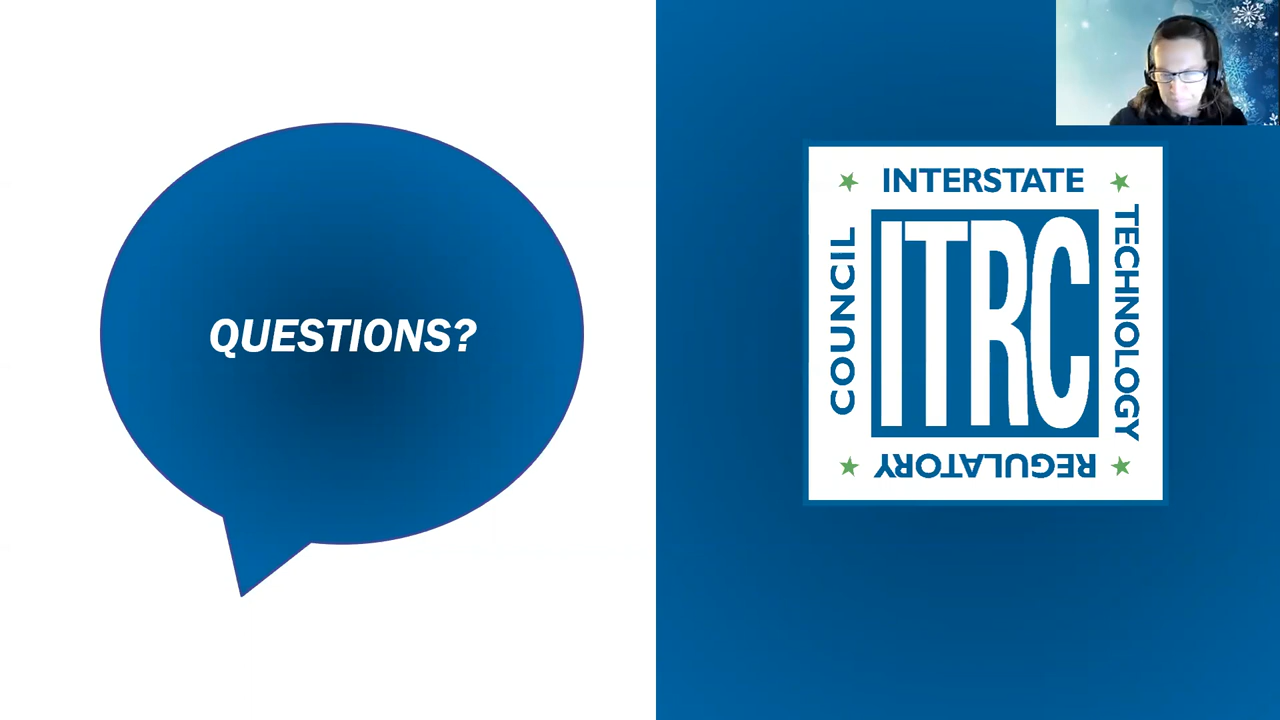 QUESTIONS?
INTERSTATE
TECHNOLOGY
REGULATORY
COUNCIL
ITRC